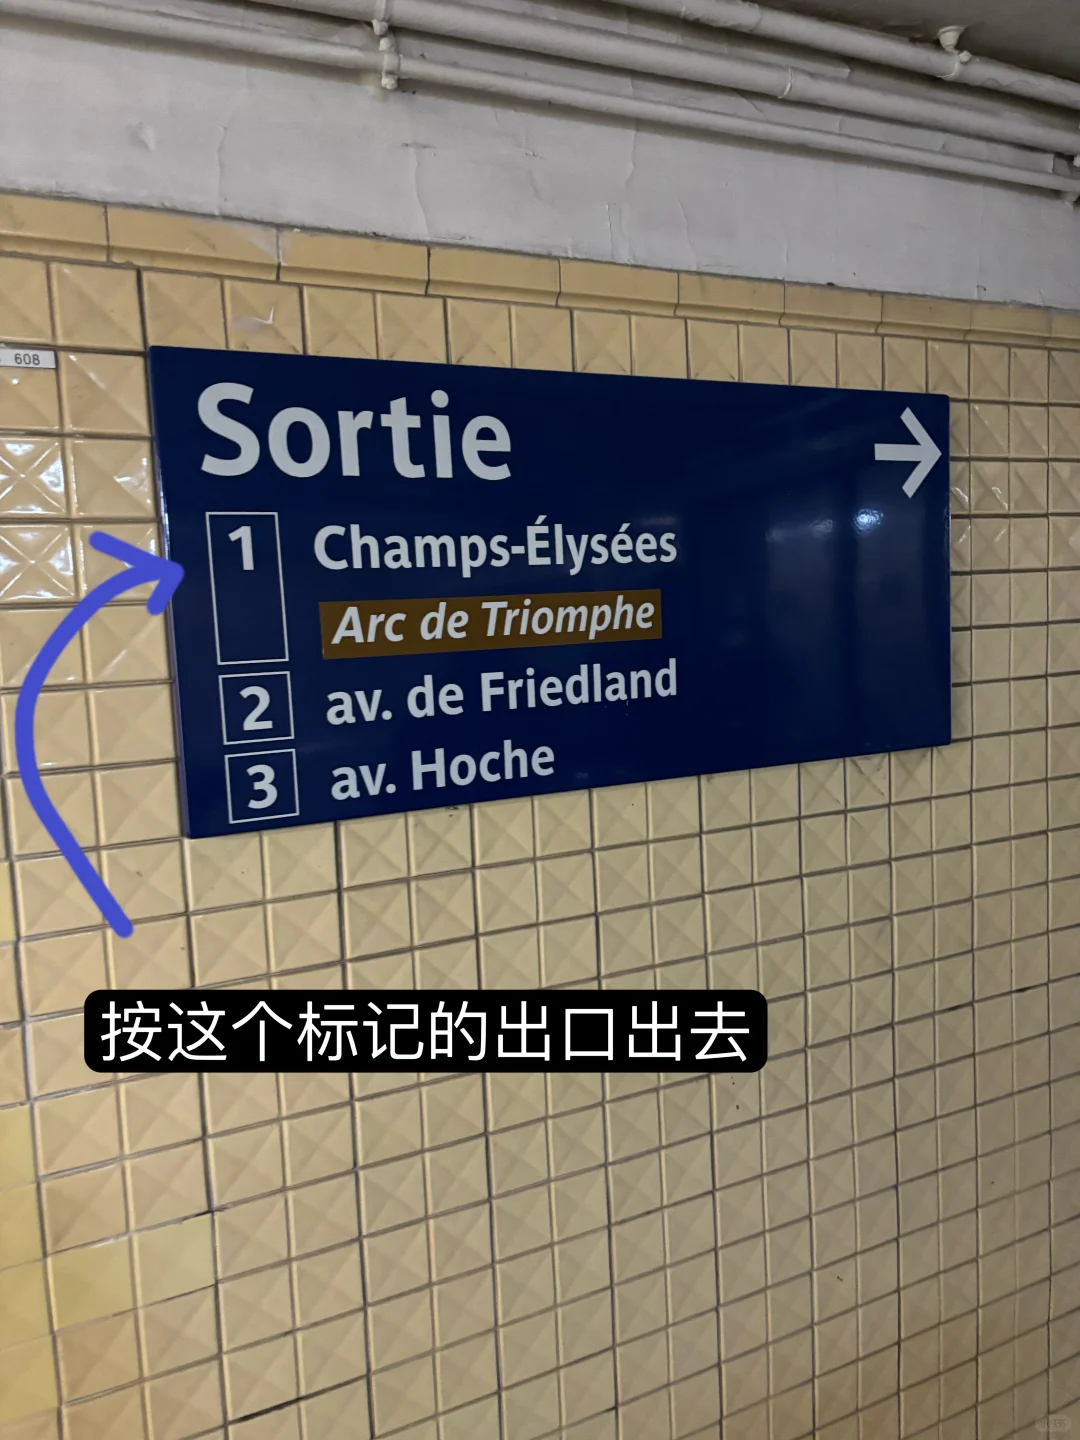 608
Sortie →
1 Champs-Élysées
Arc de Triomphe
2 av. de Friedland
3 av. Hoche
按这个标记的出口出去